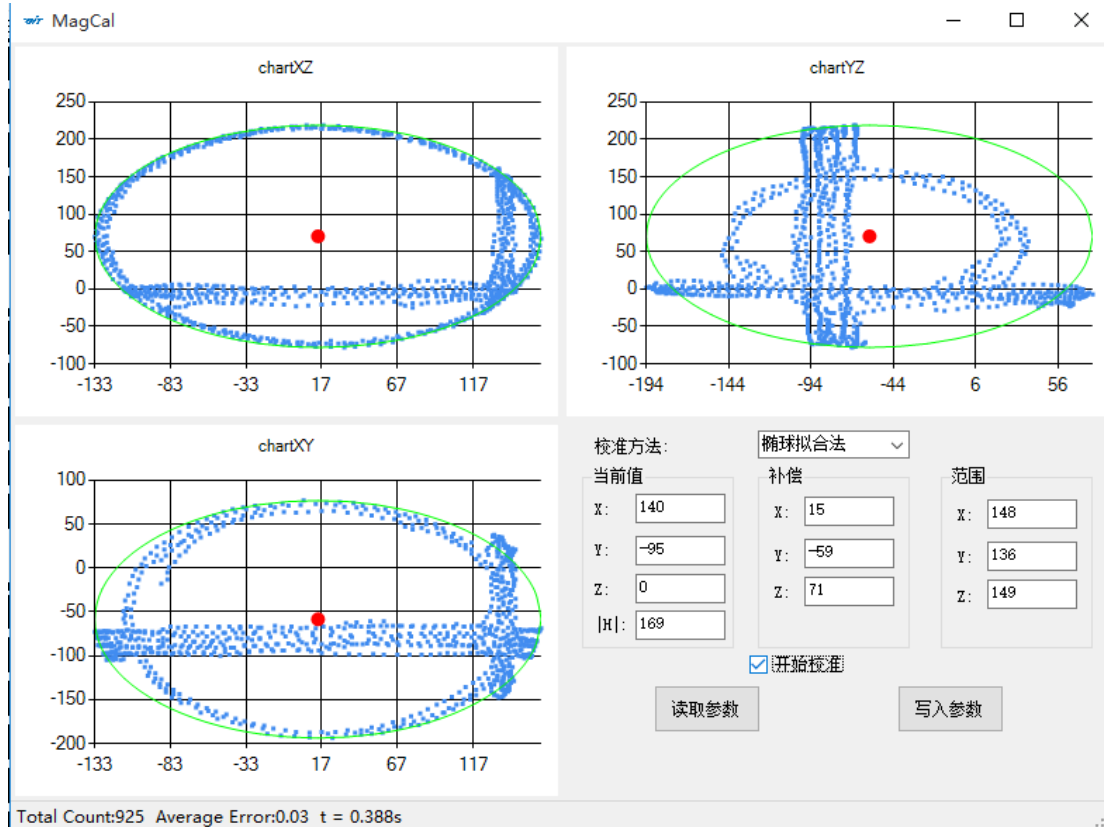 MagCal
chartXZ
250
200
150
100
50
0
-50
-100
-133 -83 -33 17 67 117
chartYZ
250
200
150
100
50
0
-50
-100
-194 -144 -94 -44 6 56
chartXY
100
50
0
-50
-100
-150
-200
-133 -83 -33 17 67 117
校准方法: 椭球拟合法
当前值 补偿 范围
X: 140 X: 15 X: 148
Y: -95 Y: -59 Y: 136
Z: 0 Z: 71 Z: 149
|H|: 169
开始校准
读取参数 写入参数
Total Count:925 Average Error:0.03 t = 0.388s